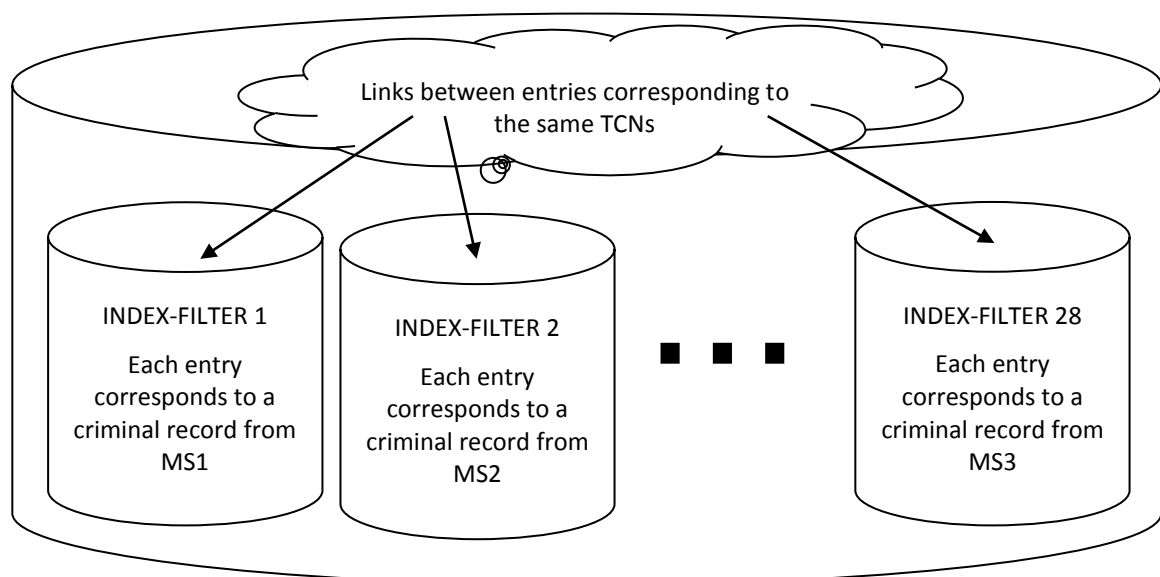 Links between entries corresponding to
the same TCNs
INDEX-FILTER 1
Each entry
corresponds to a
criminal record from
MS1
INDEX-FILTER 2
Each entry
corresponds to a
criminal record from
MS2
INDEX-FILTER 28
Each entry
corresponds to a
criminal record from
MS3